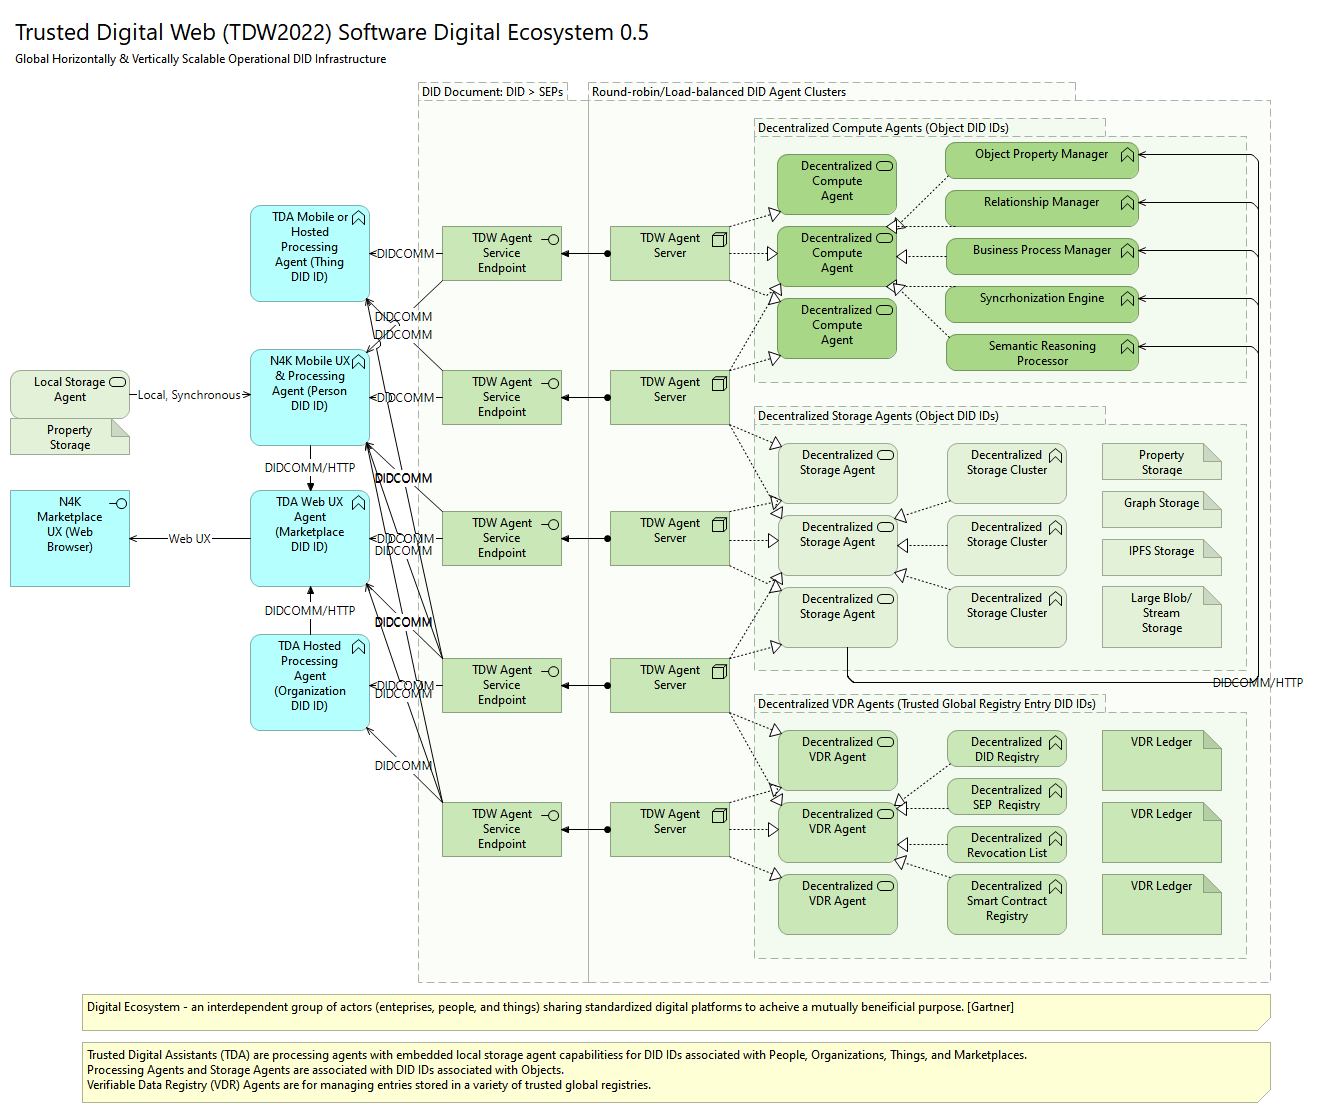 Trusted Digital Web (TDW2022) Software Digital Ecosystem 0.5
Global Horizontally & Vertically Scalable Operational DID Infrastructure
DID Document: DID > SEPs
Round-robin/Load-balanced DID Agent Clusters
Local Storage
Agent
Property
Storage
N4K
Marketplace
UX (Web
Browser)
Local, Synchronous
Web UX
TDA Mobile or
Hosted
Processing
Agent (Thing
DID ID)
N4K Mobile UX
& Processing
Agent (Person
DID ID)
DIDCOMM/HTTP
TDA Web UX
Agent
(Marketplace
DID ID)
DIDCOMM/HTTP
TDA Hosted
Processing
Agent
(Organization
DID ID)
DIDCOMM
DIDCOMM
DIDCOMM
DIDCOMM
DIDCOMM
DIDCOMM
DIDCOMM
DIDCOMM
DIDCOMM
DIDCOMM
DIDCOMM
TDW Agent
Service
Endpoint
TDW Agent
Service
Endpoint
TDW Agent
Service
Endpoint
TDW Agent
Service
Endpoint
TDW Agent
Service
Endpoint
TDW Agent
Server
TDW Agent
Server
TDW Agent
Server
TDW Agent
Server
TDW Agent
Server
Decentralized Compute Agents (Object DID IDs)
Decentralized
Compute
Agent
Decentralized
Compute
Agent
Decentralized
Compute
Agent
Object Property Manager
Relationship Manager
Business Process Manager
Syncrhonization Engine
Semantic Reasoning
Processor
Decentralized Storage Agents (Object DID IDs)
Decentralized
Storage Agent
Decentralized
Storage Agent
Decentralized
Storage Agent
Decentralized
Storage Cluster
Decentralized
Storage Cluster
Decentralized
Storage Cluster
Property
Storage
Graph Storage
IPFS Storage
Large Blob/
Stream
Storage
DIDCOMM/HTTP
Decentralized VDR Agents (Trusted Global Registry Entry DID IDs)
Decentralized
VDR Agent
Decentralized
VDR Agent
Decentralized
VDR Agent
Decentralized
DID Registry
Decentralized
SEP Registry
Decentralized
Revocation List
Decentralized
Smart Contract
Registry
VDR Ledger
VDR Ledger
VDR Ledger
Digital Ecosystem - an interdependent group of actors (enteprises, people, and things) sharing standardized digital platforms to acheive a mutually beneificial purpose. [Gartner]
Trusted Digital Assistants (TDA) are processing agents with embedded local storage agent capabilitiess for DID IDs associated with People, Organizations, Things, and Marketplaces.
Processing Agents and Storage Agents are associated with DID IDs associated with Objects.
Verifiable Data Registry (VDR) Agents are for managing entries stored in a variety of trusted global registries.